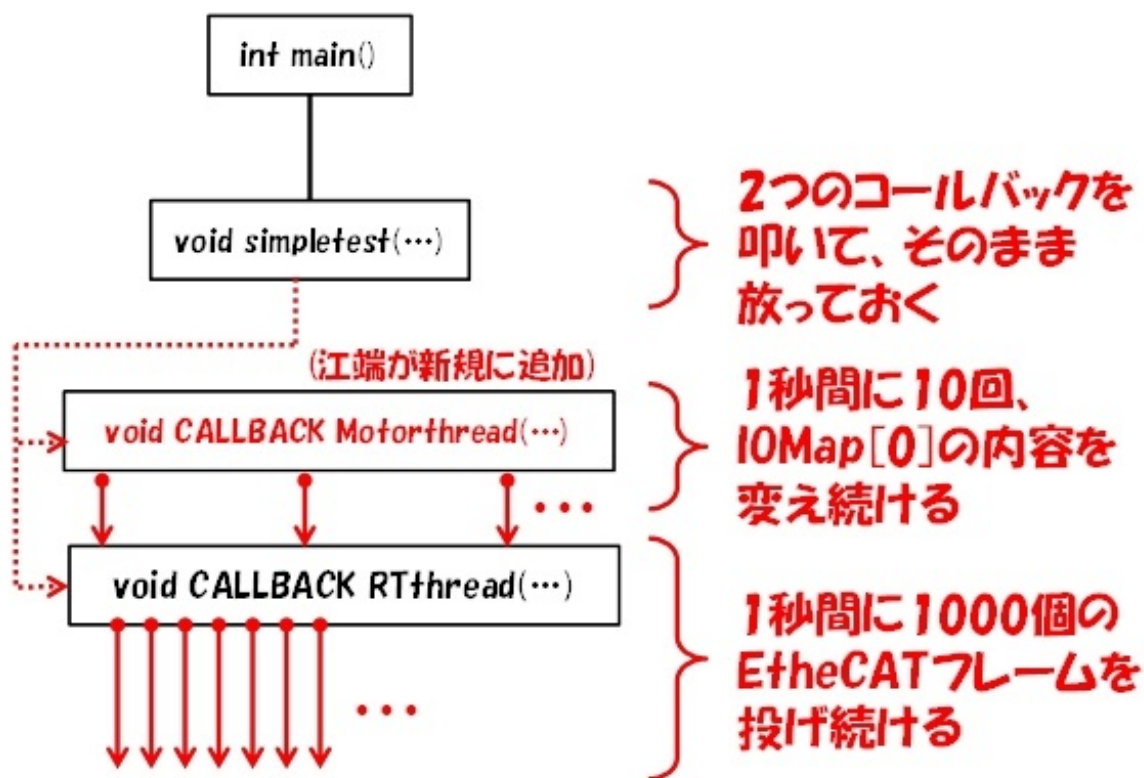 int main()
void simpletest(…)
2つのコールバックを
叩いて、そのまま
放っておく
(江端が新規に追加)
void CALLBACK Motorthread(…)
1秒間に10回、
IOMap[0]の内容を
変え続ける
…
void CALLBACK RTthread(…)
1秒間に1000個の
EtheCATフレームを
投げ続ける
…